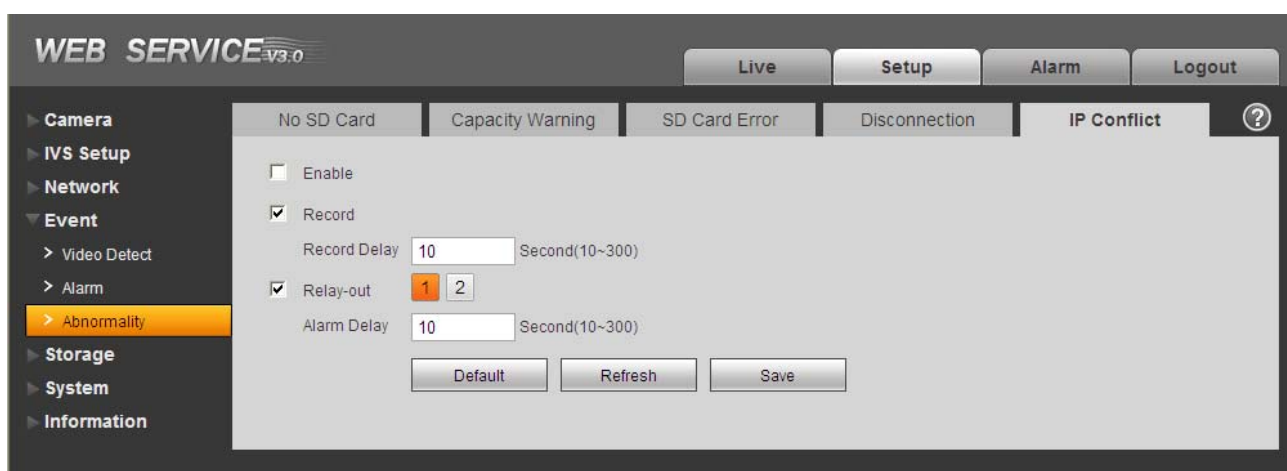 WEB SERVICE V3.0
Live Setup Alarm Logout
Camera
IVS Setup
Network
Event
> Video Detect
> Alarm
> Abnormality
Storage
System
Information
No SD Card Capacity Warning SD Card Error Disconnection IP Conflict ?
Enable
Record
Record Delay 10 Second(10~300)
Relay-out 1 2
Alarm Delay 10 Second(10~300)
Default Refresh Save